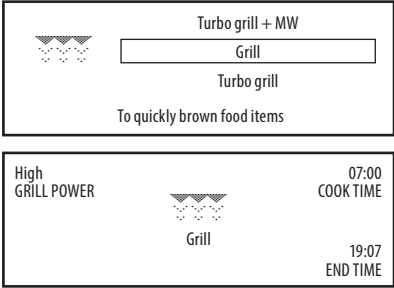 Turbo grill + MW
Grill
Turbo grill
To quickly brown food items
High
GRILL POWER
07:00
COOK TIME
Grill
19:07
END TIME